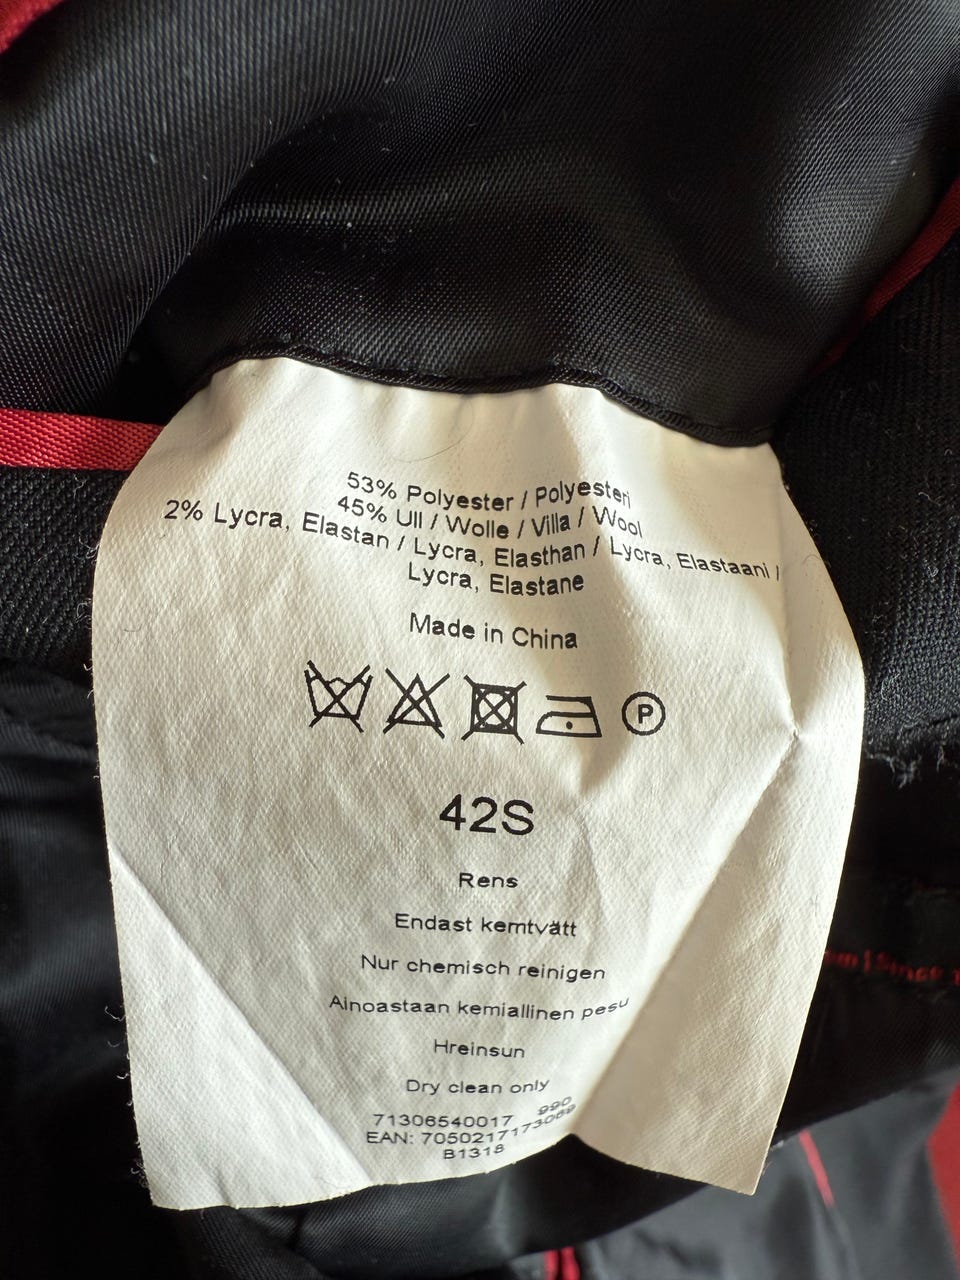 53% Polyester / Polyesteri
45% Ull / Wolle / Villa / Wool
2% Lycra, Elastan / Lycra, Elasthan / Lycra, Elastaani /
Lycra, Elastane
Made in China
P
42S
Rens
Endast kemtvätt
Nur chemisch reinigen
Ainoastaan kemiallinen pesu
Hreinsun
Dry clean only
71306540017 990
EAN: 7050217173069
B1318
Since